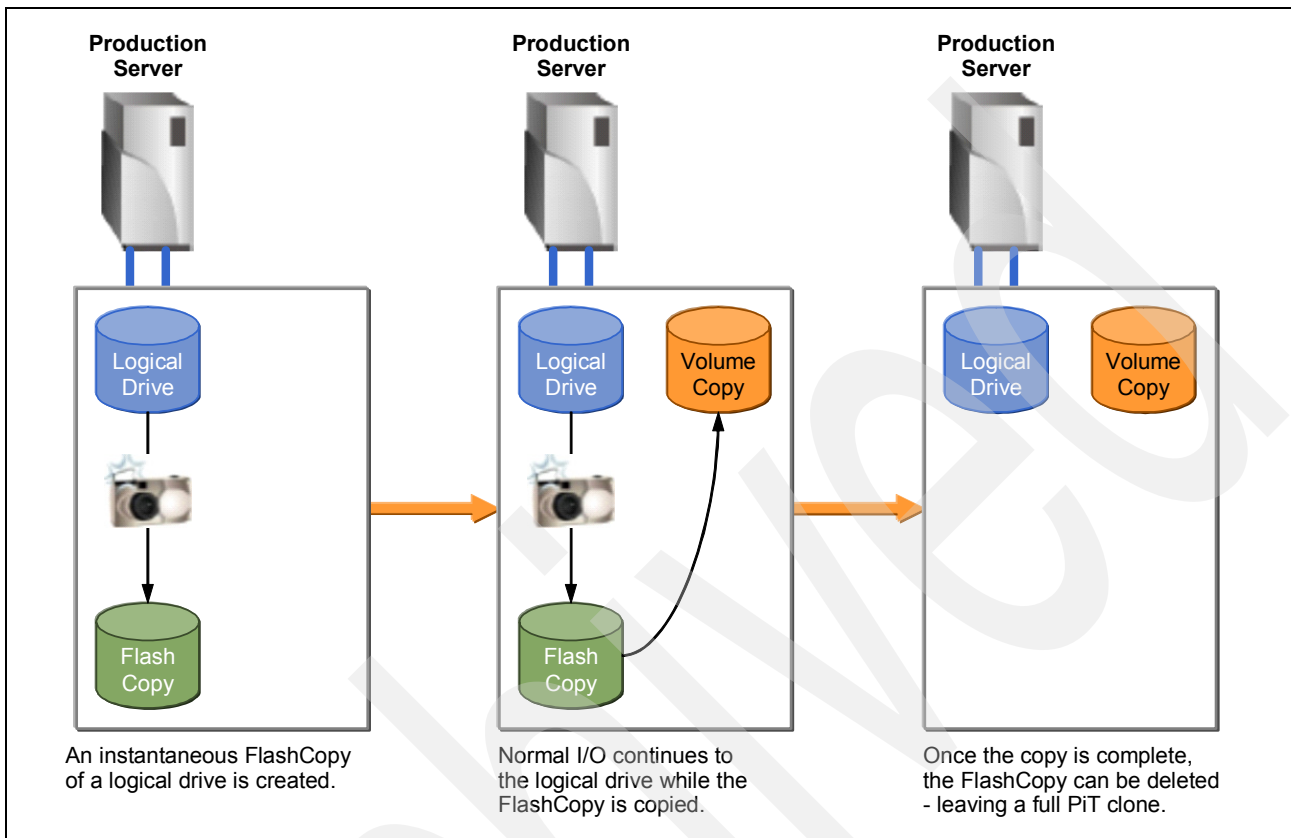 Production
Server
Production
Server
Production
Server
Logical
Drive
Logical
Drive
Volume
Copy
Logical
Drive
Volume
Copy
Flash
Copy
Flash
Copy
An instantaneous FlashCopy
of a logical drive is created.
Normal I/O continues to
the logical drive while the
FlashCopy is copied.
Once the copy is complete,
the FlashCopy can be deleted
- leaving a full PiT clone.